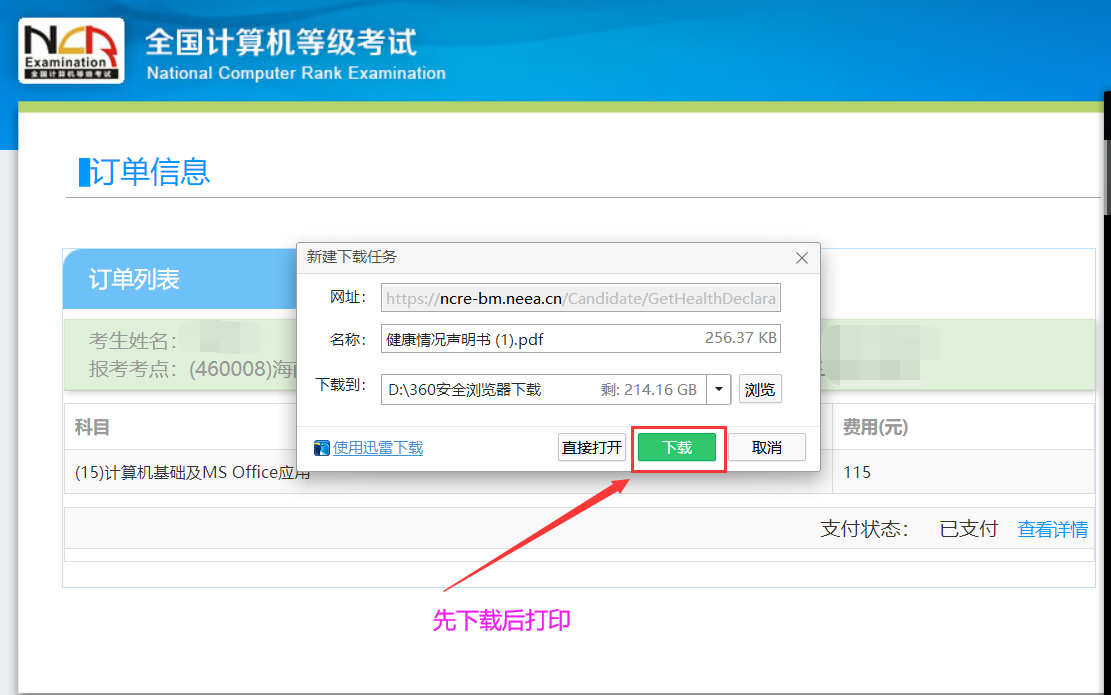 NCR
Examination
全国计算机等级考试
全国计算机等级考试
National Computer Rank Examination
订单信息
订单列表
新建下载任务
网址: https://ncre-bm.neea.cn/Candidate/GetHealthDeclara
名称: 健康情况声明书 (1).pdf 256.37 KB
下载到: D:\360安全浏览器下载 剩: 214.16 GB 浏览
使用迅雷下载 直接打开 下载 取消
考生姓名:
报考考点: (460008)海
科目 费用(元)
(15)计算机基础及MS Office应用 115
支付状态: 已支付 查看详情
先下载后打印